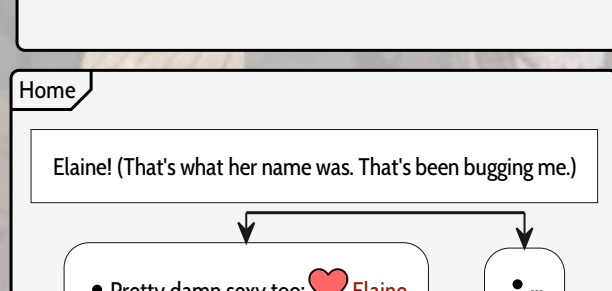 Home
Elaine! (That's what her name was. That's been bugging me.)
• Pretty damn sexy too: ❤ Elaine
• ...